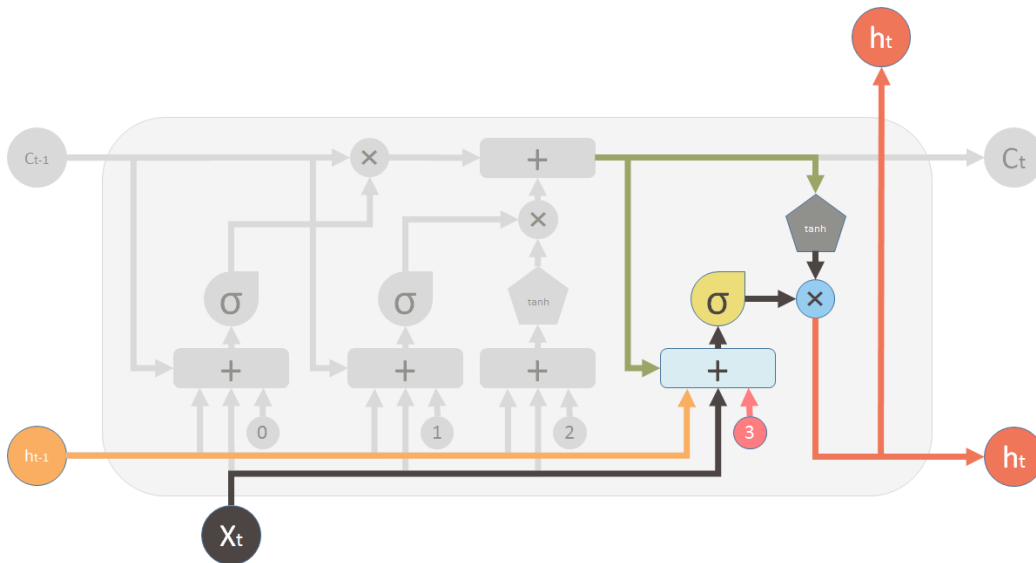 ht
Ct-1
×
+
Ct
tanh
×
σ
σ
tanh
σ
×
+
+
+
+
0
1
2
3
ht-1
ht
Xt